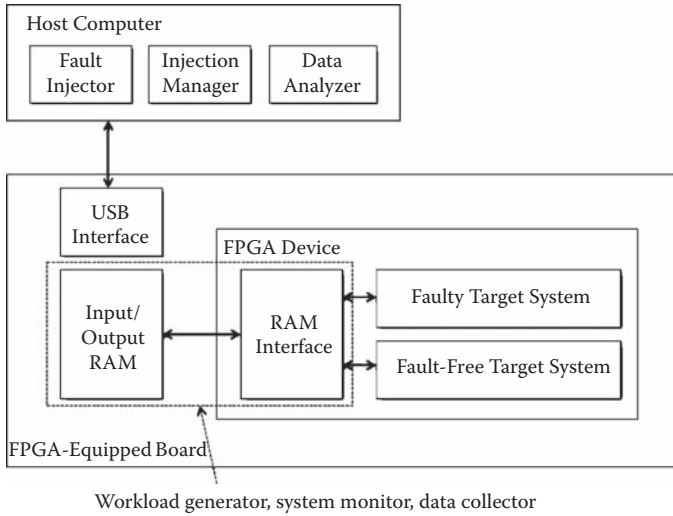 Host Computer
Fault
Injector
Injection
Manager
Data
Analyzer
USB
Interface
FPGA Device
Input/
Output
RAM
RAM
Interface
Faulty Target System
Fault-Free Target System
FPGA-Equipped Board
Workload generator, system monitor, data collector